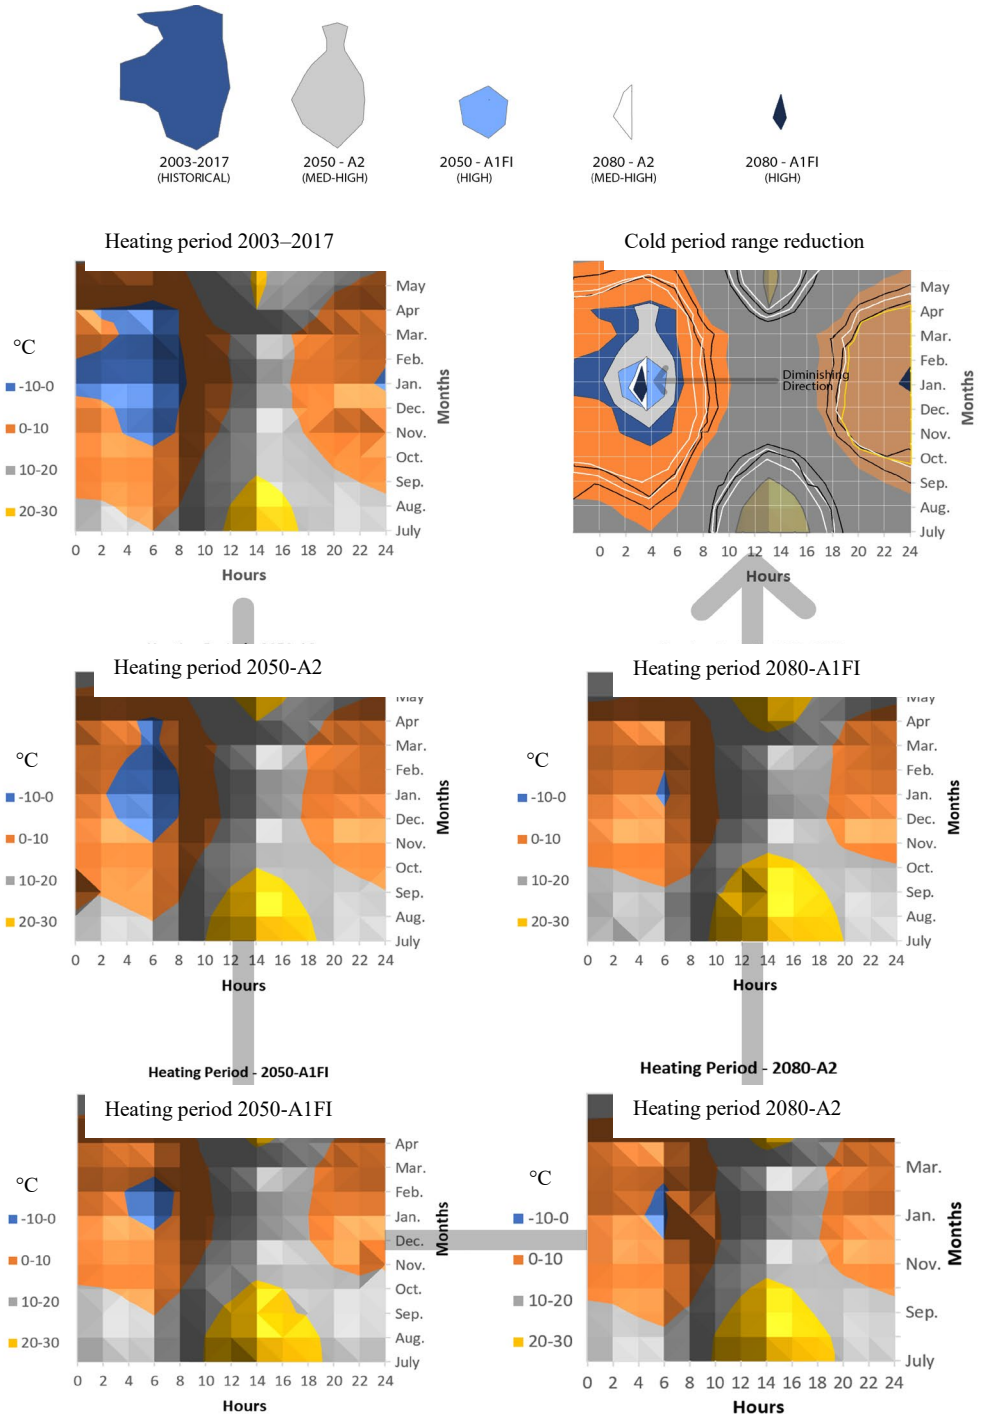 2003-2017
(HISTORICAL)
2050 - A2
(MED-HIGH)
2050 - A1FI
(HIGH)
2080 - A2
(MED-HIGH)
2080 - A1FI
(HIGH)
Heating period 2003–2017
°C
-10-0
0-10
10-20
20-30
May
Apr
Mar.
Feb.
Jan.
Dec.
Nov.
Oct.
Sep.
Aug.
July
Months
0 2 4 6 8 10 12 14 16 18 20 22 24
Hours
Cold period range reduction
Diminishing
Direction
May
Apr
Mar.
Feb.
Jan.
Dec.
Nov.
Oct.
Sep.
Aug.
July
Months
0 2 4 6 8 10 12 14 16 18 20 22 24
Hours
Heating period 2050-A2
°C
-10-0
0-10
10-20
20-30
May
Apr
Mar.
Feb.
Jan.
Dec.
Nov.
Oct.
Sep.
Aug.
July
Months
0 2 4 6 8 10 12 14 16 18 20 22 24
Hours
Heating period 2080-A1FI
°C
-10-0
0-10
10-20
20-30
May
Apr
Mar.
Feb.
Jan.
Dec.
Nov.
Oct.
Sep.
Aug.
July
Months
0 2 4 6 8 10 12 14 16 18 20 22 24
Hours
Heating Period - 2050-A1FI
Heating period 2050-A1FI
°C
-10-0
0-10
10-20
20-30
Apr
Mar.
Feb.
Jan.
Dec.
Nov.
Oct.
Sep.
Aug.
July
Months
0 2 4 6 8 10 12 14 16 18 20 22 24
Hours
Heating Period - 2080-A2
Heating period 2080-A2
°C
-10-0
0-10
10-20
20-30
Mar.
Jan.
Nov.
Sep.
July
Months
0 2 4 6 8 10 12 14 16 18 20 22 24
Hours